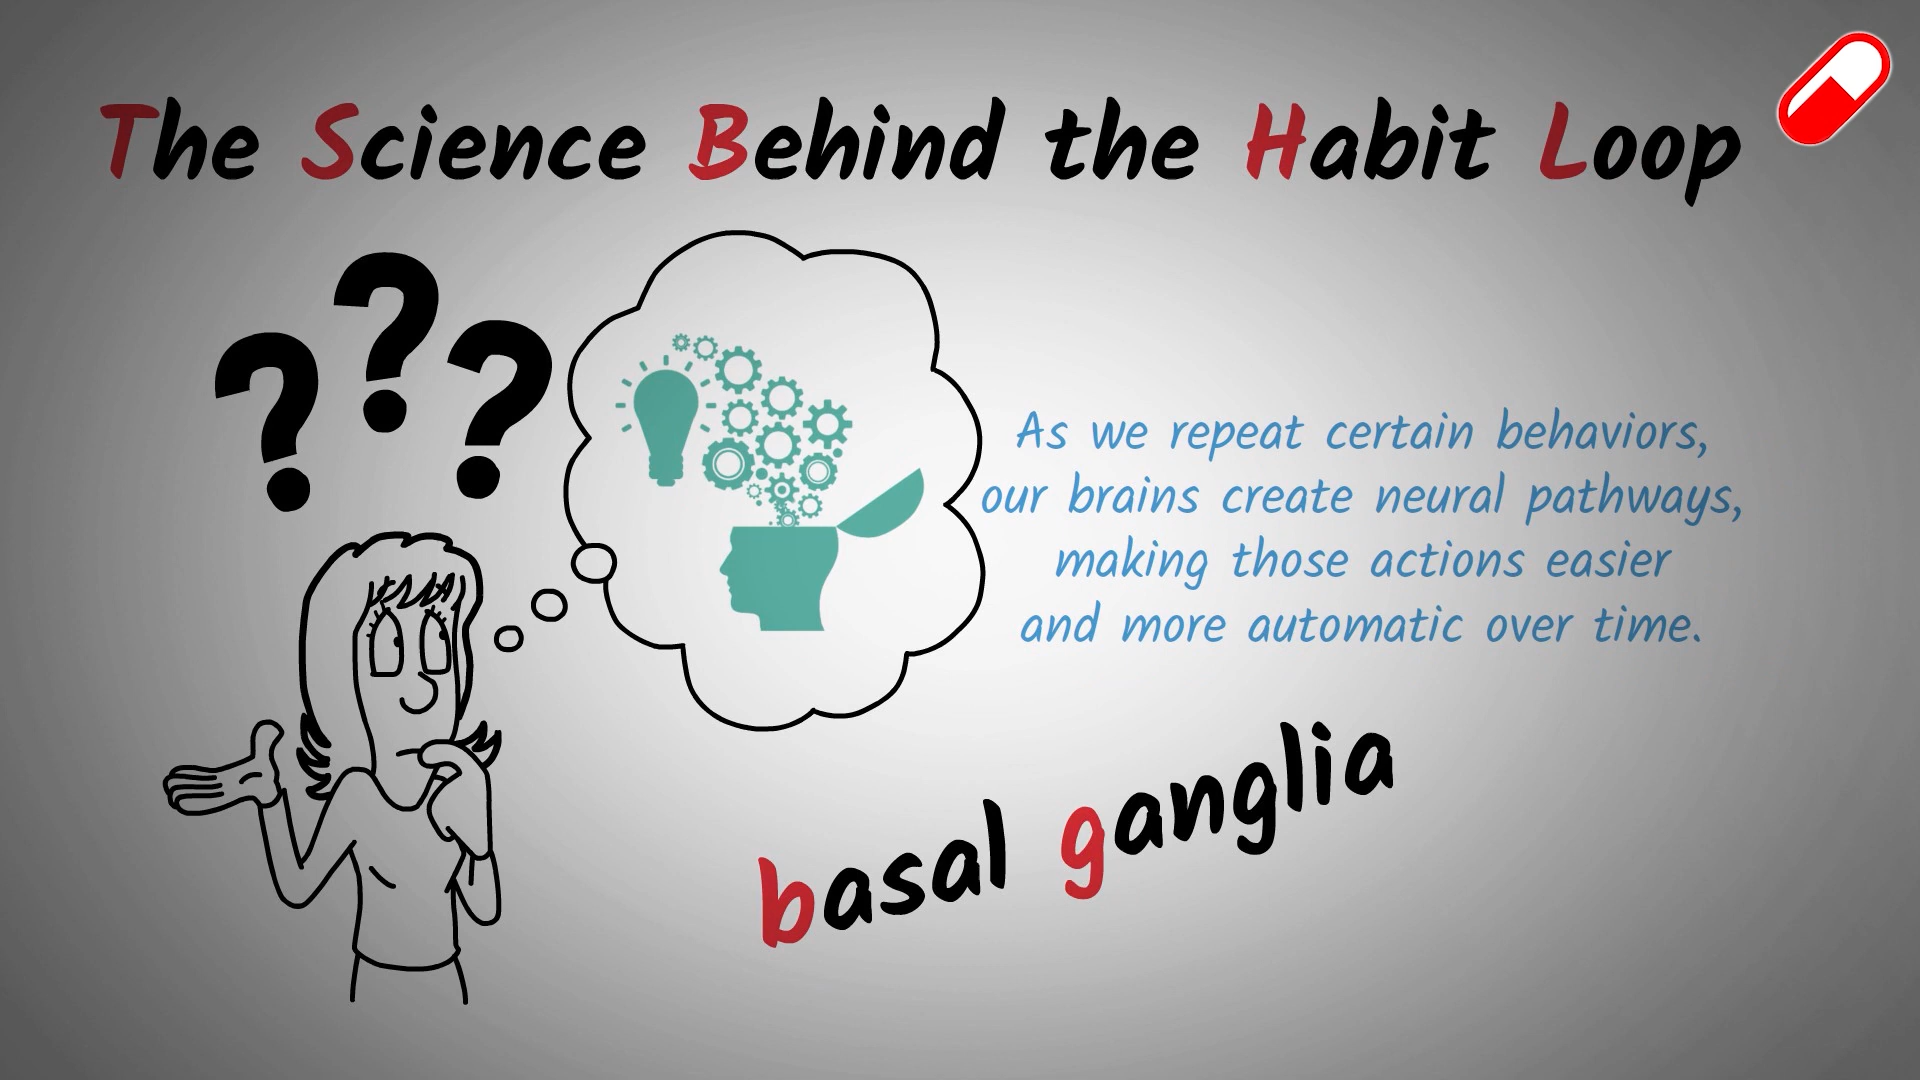 The Science Behind the Habit Loop
???
As we repeat certain behaviors,
our brains create neural pathways,
making those actions easier
and more automatic over time.
basal ganglia